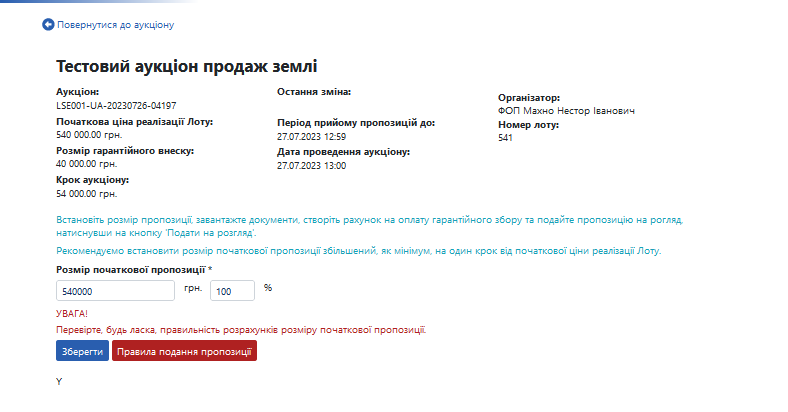 Повернутися до аукціону
Тестовий аукціон продаж землі
Аукціон:
LSE001-UA-20230726-04197
Початкова ціна реалізації Лоту:
540 000.00 грн.
Розмір гарантійного внеску:
40 000.00 грн.
Крок аукціону:
54 000.00 грн.
Остання зміна:
Період прийому пропозицій до:
27.07.2023 12:59
Дата проведення аукціону:
27.07.2023 13:00
Організатор:
ФОП Махно Нестор Іванович
Номер лоту:
541
Встановіть розмір пропозиції, завантажте документи, створіть рахунок на оплату гарантійного збору та подайте пропозицію на рогляд,
натиснувши на кнопку 'Подати на розгляд'.
Рекомендуємо встановити розмір початкової пропозиції збільшений, як мінімум, на один крок від початкової ціни реалізації Лоту.
Розмір початкової пропозиції *
540000 грн. 100 %
УВАГА!
Перевірте, будь ласка, правильність розрахунків розміру початкової пропозиції.
Зберегти Правила подання пропозиції
Y